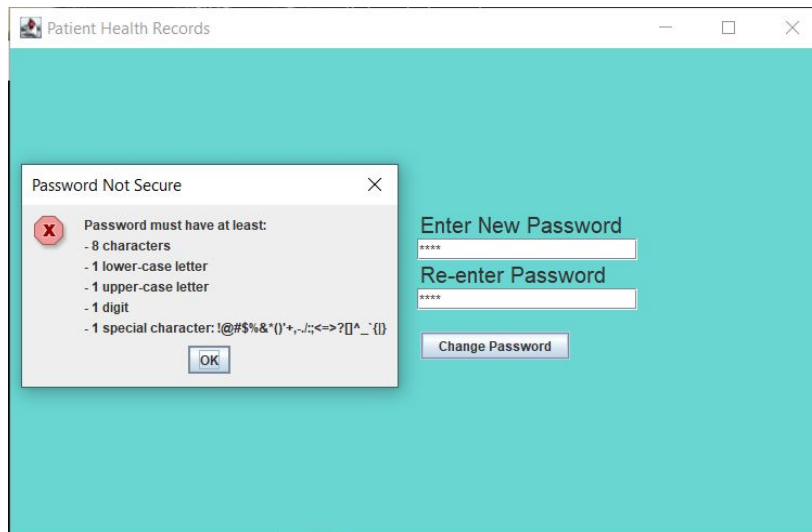 Patient Health Records
Password Not Secure
X
Password must have at least:
- 8 characters
- 1 lower-case letter
- 1 upper-case letter
- 1 digit
- 1 special character: !@#$%&*()'+,-./:;<=>?[]^_`{|}
OK
Enter New Password
****
Re-enter Password
****
Change Password